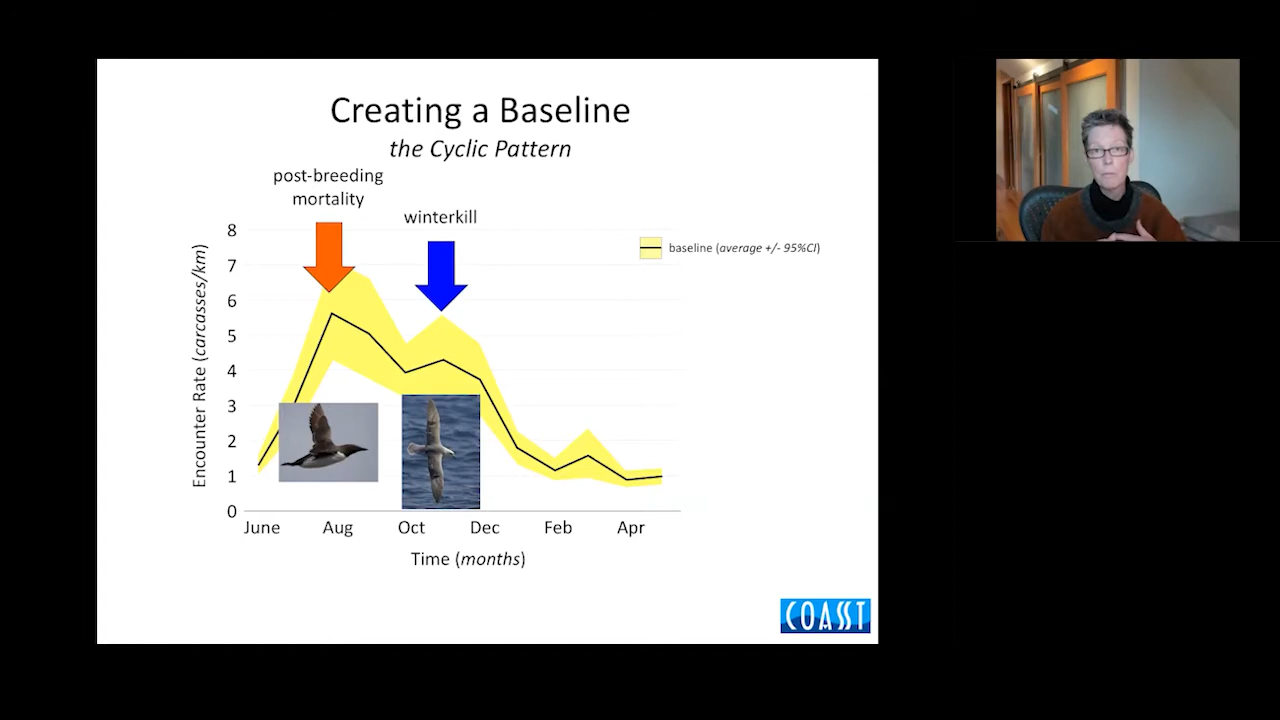 Creating a Baseline
the Cyclic Pattern
post-breeding
mortality
winterkill
8
7
6
5
4
3
2
1
0
Encounter Rate (carcasses/km)
baseline (average +/- 95%CI)
June Aug Oct Dec Feb Apr
Time (months)
COASST